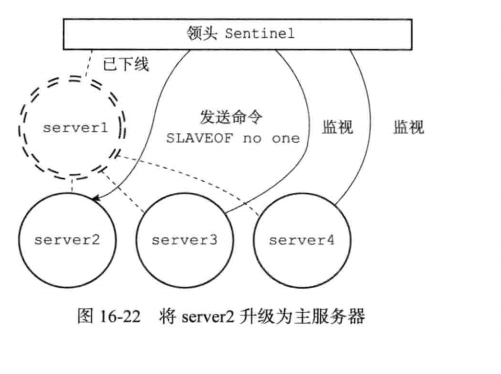 领头 Sentinel
已下线
server1
发送命令
SLAVEOF no one
监视
监视
server2
server3
server4
图 16-22 将 server2 升级为主服务器